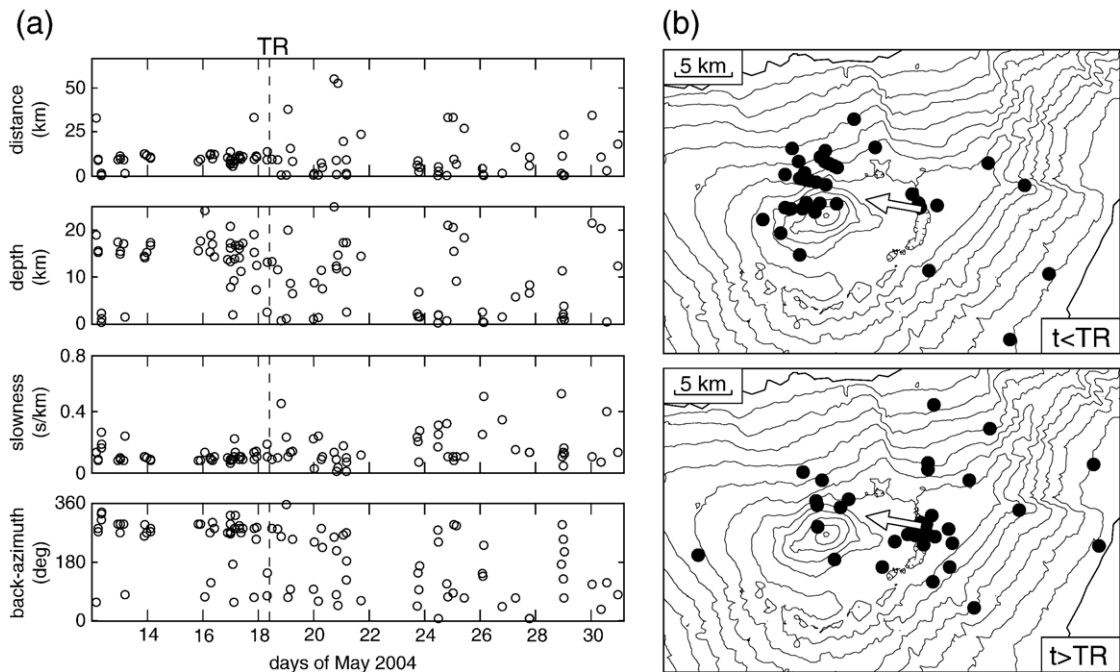 (a)
TR
distance
(km)
50
25
0
depth
(km)
20
10
0
slowness
(s/km)
0.8
0.4
0
back-azimuth
(deg)
360
180
0
14 16 18 20 22 24 26 28 30
days of May 2004
(b)
5 km
t<TR
5 km
t>TR